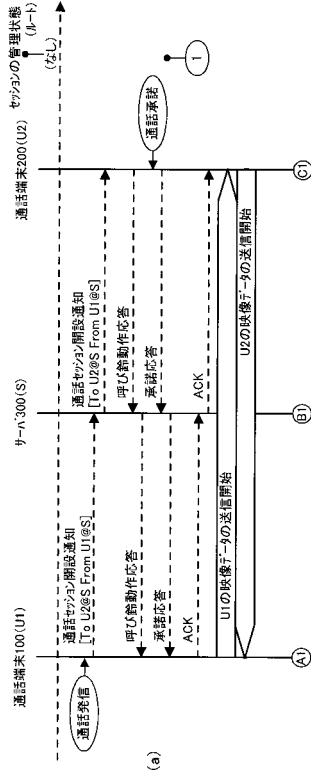 通話端末100(U1)
サーバ300(S)
通話端末200(U2)
セッションの管理状態
(ルート)
(なし)
通話発信
通話セッション開設通知
[To U2@S From U1@S]
通話セッション開設通知
[To U2@S From U1@S]
呼び鈴動作応答
呼び鈴動作応答
承諾応答
承諾応答
通話承諾
1
ACK
ACK
U1の映像データの送信開始
U2の映像データの送信開始
A1
B1
C1
(a)